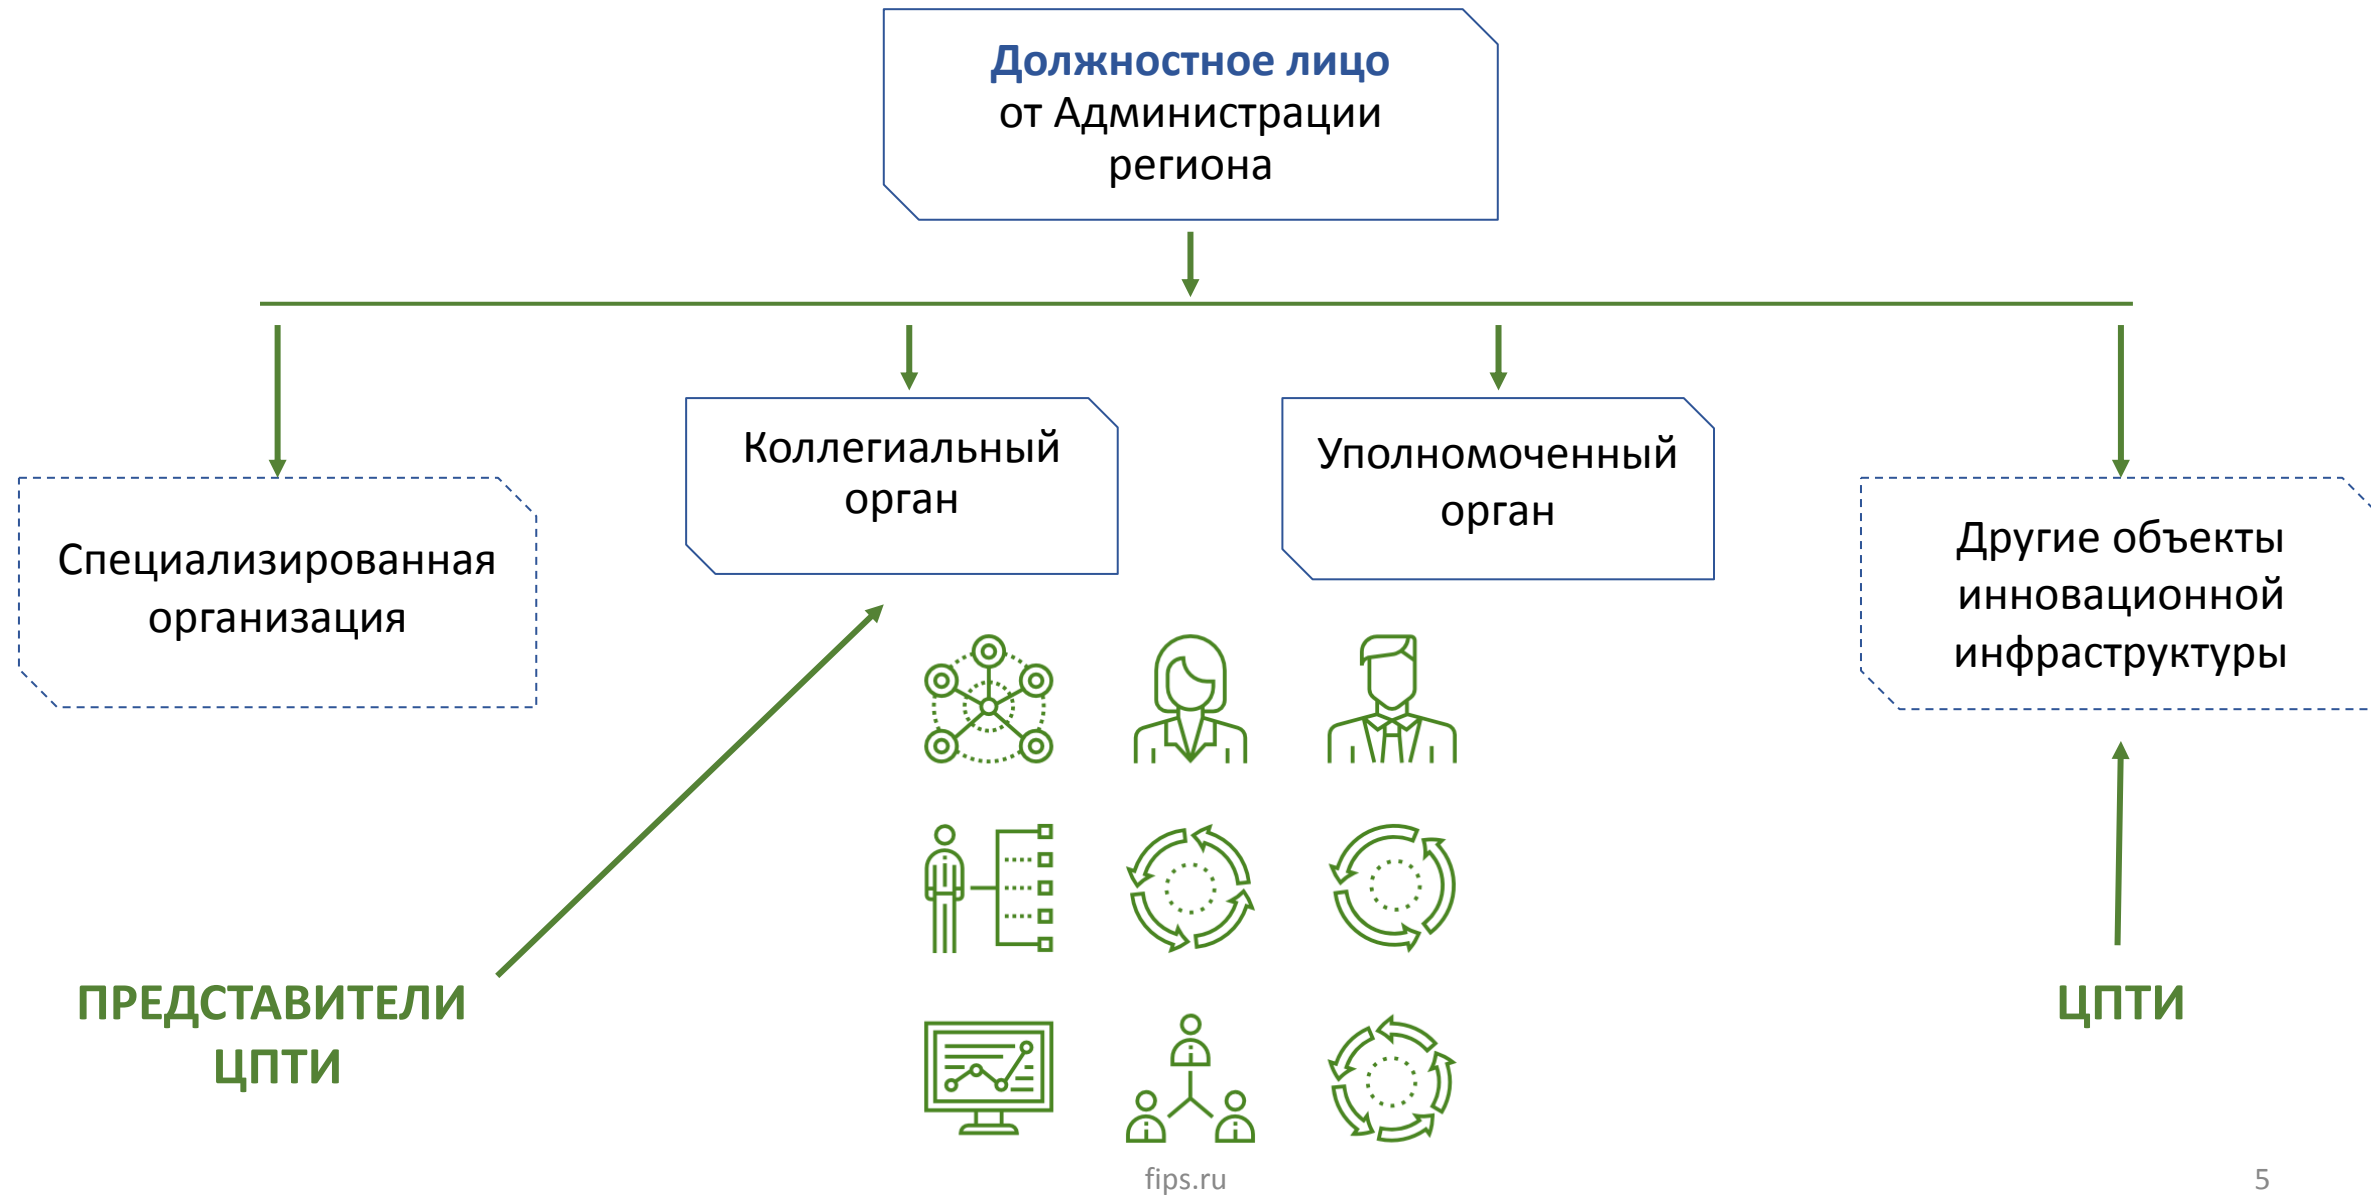 Должностное лицо
от Администрации
региона
Специализированная
организация
Коллегиальный
орган
Уполномоченный
орган
Другие объекты
инновационной
инфраструктуры
ПРЕДСТАВИТЕЛИ
ЦПТИ
ЦПТИ
fips.ru
5